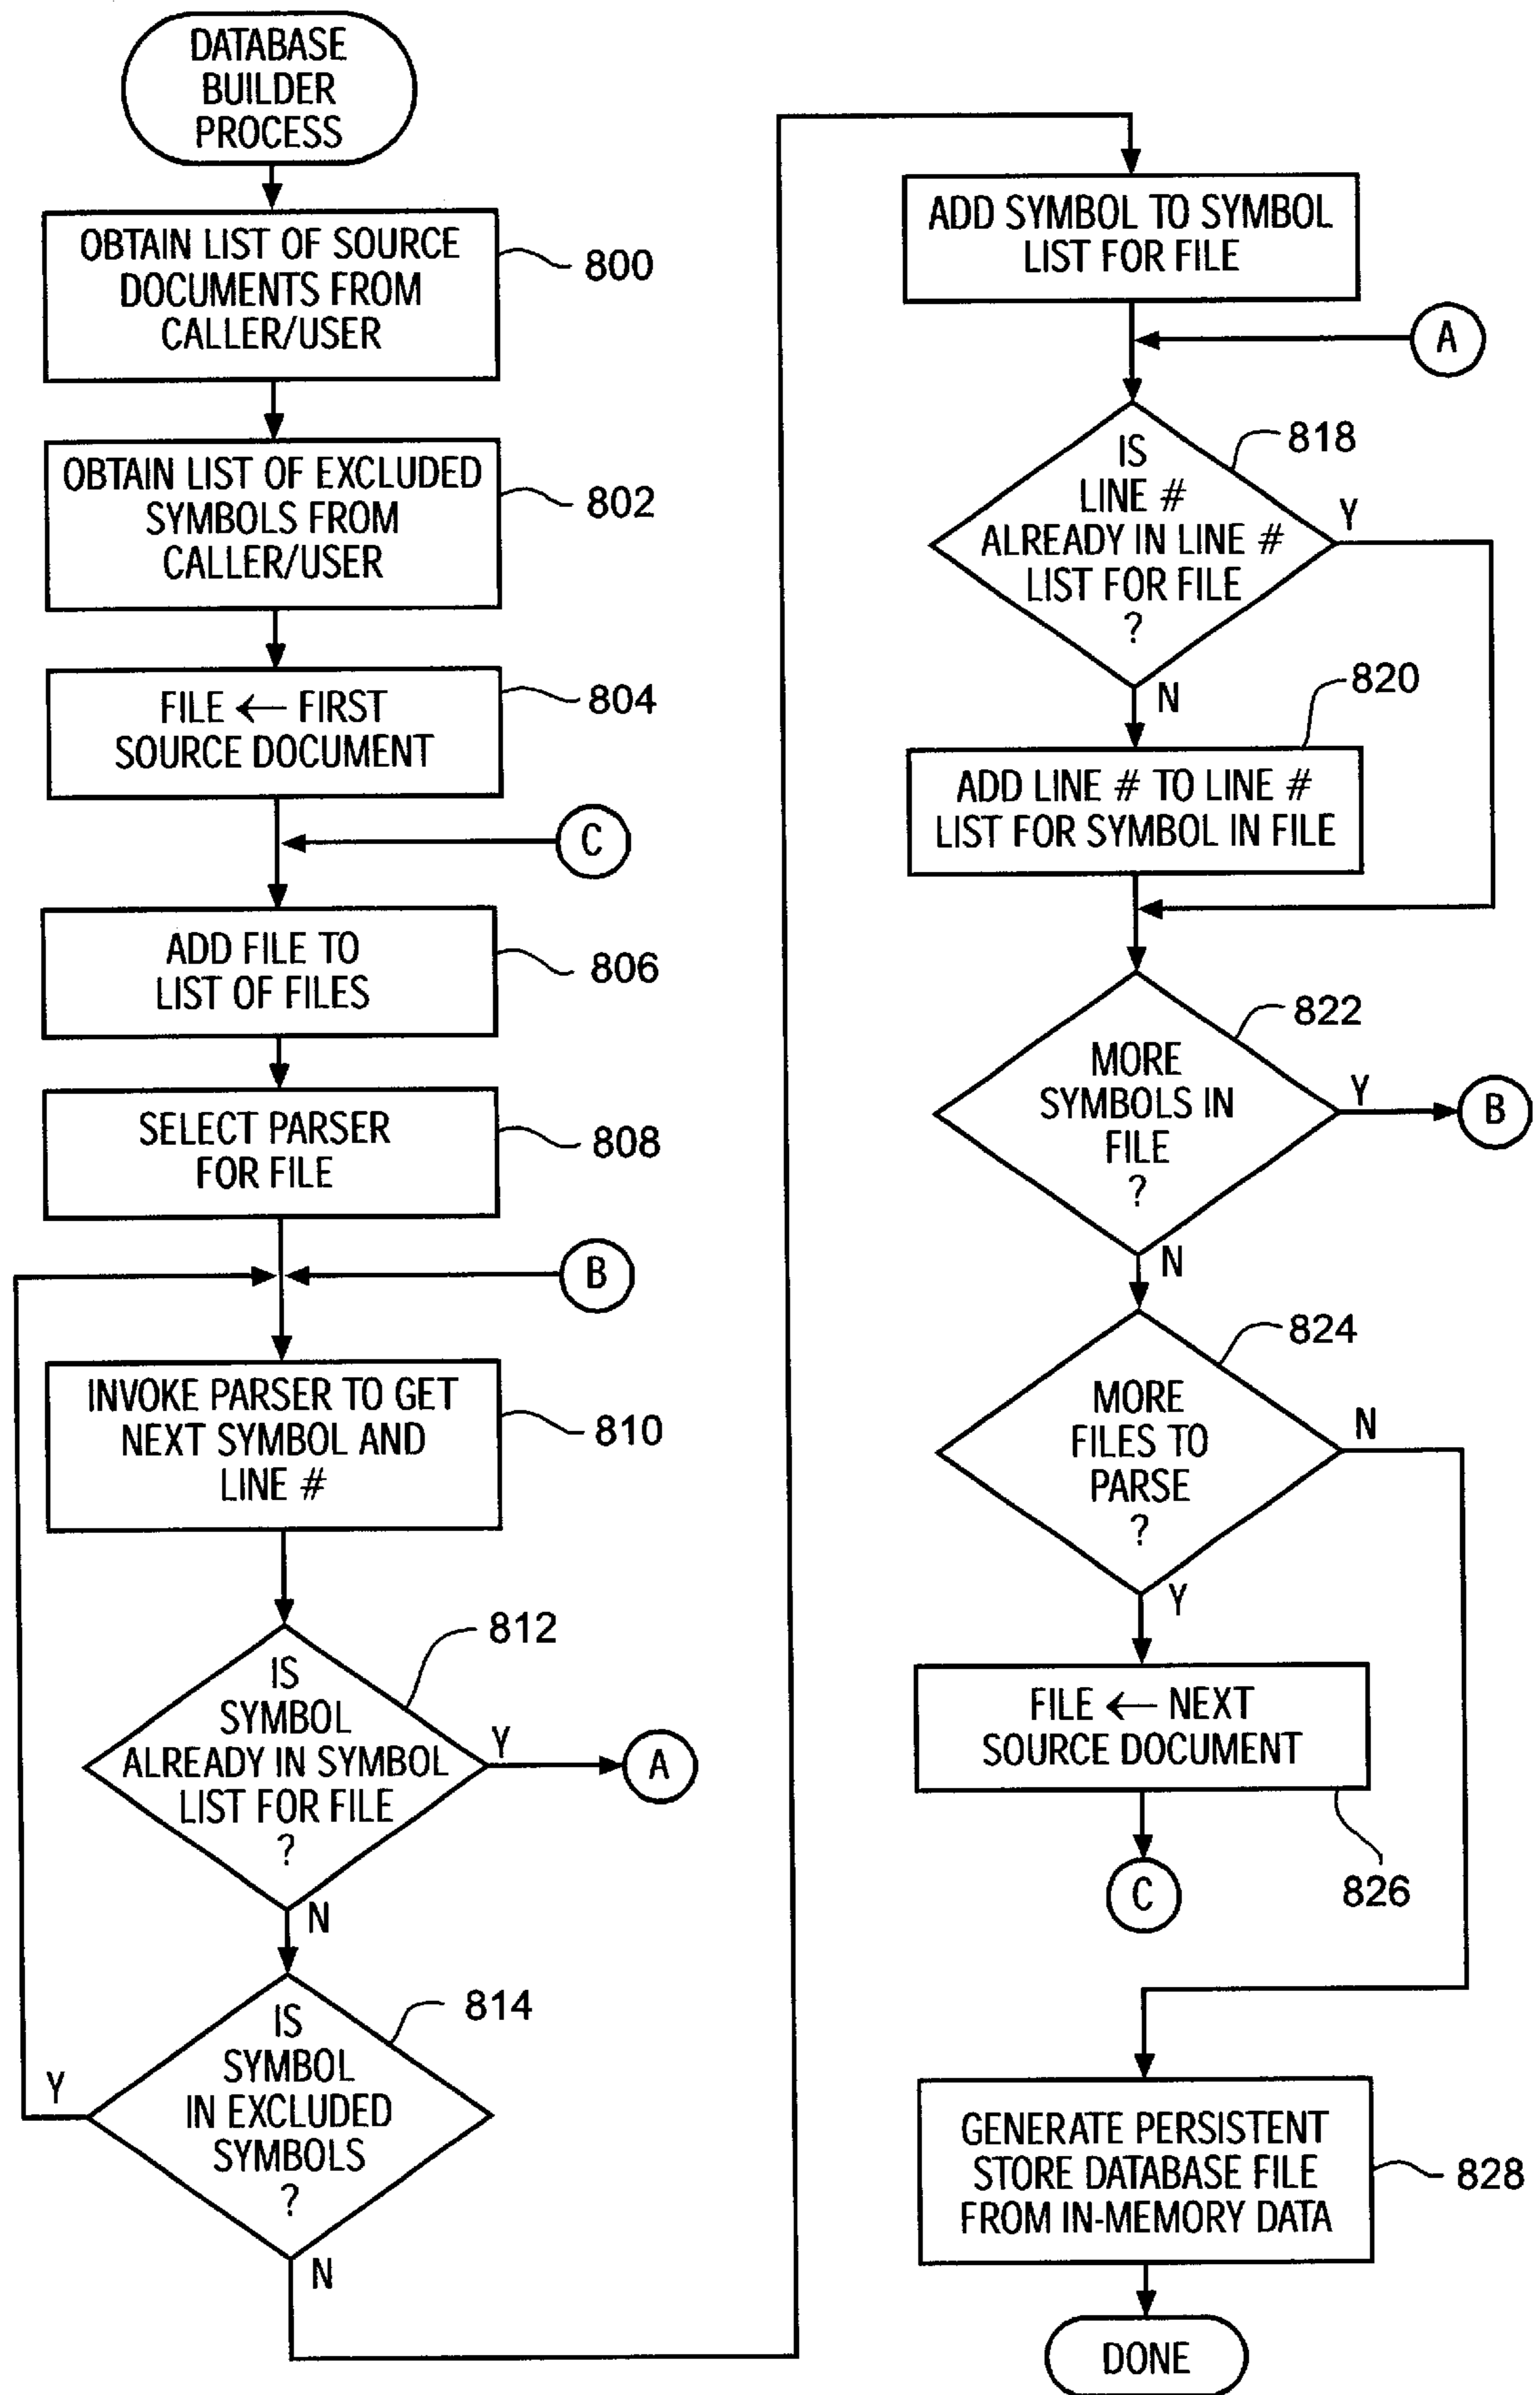 DATABASE
BUILDER
PROCESS
OBTAIN LIST OF SOURCE
DOCUMENTS FROM
CALLER/USER
800
OBTAIN LIST OF EXCLUDED
SYMBOLS FROM
CALLER/USER
802
FILE ← FIRST
SOURCE DOCUMENT
804
C
ADD FILE TO
LIST OF FILES
806
SELECT PARSER
FOR FILE
808
B
INVOKE PARSER TO GET
NEXT SYMBOL AND
LINE #
810
812
IS
SYMBOL
ALREADY IN SYMBOL
LIST FOR FILE
?
Y
A
N
814
IS
SYMBOL
IN EXCLUDED
SYMBOLS
?
Y
N
ADD SYMBOL TO SYMBOL
LIST FOR FILE
A
818
IS
LINE #
ALREADY IN LINE #
LIST FOR FILE
?
Y
N
820
ADD LINE # TO LINE #
LIST FOR SYMBOL IN FILE
822
MORE
SYMBOLS IN
FILE
?
Y
B
N
824
MORE
FILES TO
PARSE
?
N
Y
FILE ← NEXT
SOURCE DOCUMENT
826
C
GENERATE PERSISTENT
STORE DATABASE FILE
FROM IN-MEMORY DATA
828
DONE